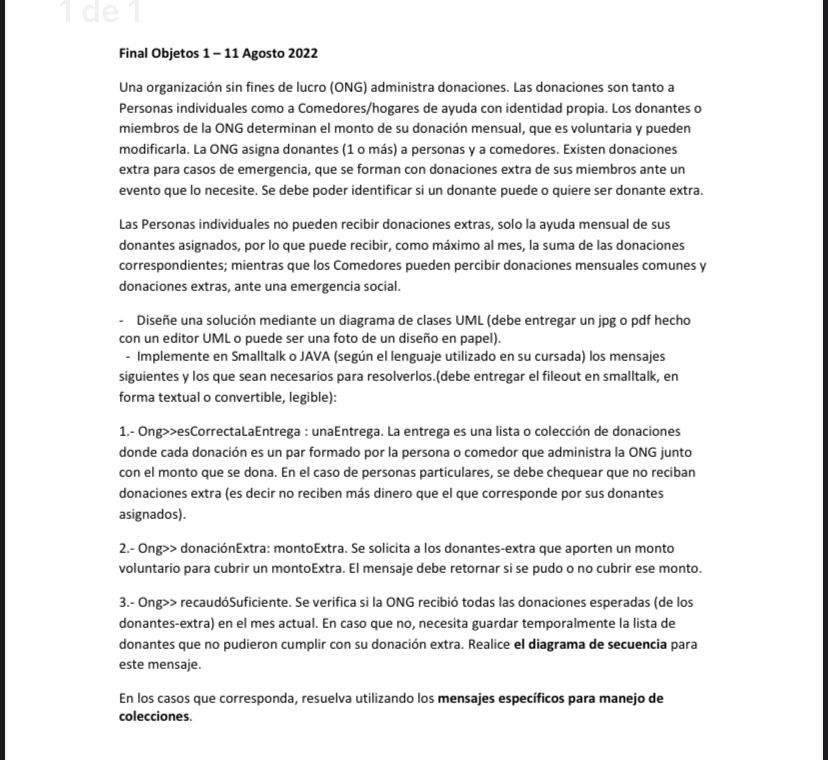 1 de 1
Final Objetos 1 – 11 Agosto 2022
Una organización sin fines de lucro (ONG) administra donaciones. Las donaciones son tanto a
Personas individuales como a Comedores/hogares de ayuda con identidad propia. Los donantes o
miembros de la ONG determinan el monto de su donación mensual, que es voluntaria y pueden
modificarla. La ONG asigna donantes (1 o más) a personas y a comedores. Existen donaciones
extra para casos de emergencia, que se forman con donaciones extra de sus miembros ante un
evento que lo necesite. Se debe poder identificar si un donante puede o quiere ser donante extra.
Las Personas individuales no pueden recibir donaciones extras, solo la ayuda mensual de sus
donantes asignados, por lo que puede recibir, como máximo al mes, la suma de las donaciones
correspondientes; mientras que los Comedores pueden percibir donaciones mensuales comunes y
donaciones extras, ante una emergencia social.
- Diseñe una solución mediante un diagrama de clases UML (debe entregar un jpg o pdf hecho
con un editor UML o puede ser una foto de un diseño en papel).
- Implemente en Smalltalk o JAVA (según el lenguaje utilizado en su cursada) los mensajes
siguientes y los que sean necesarios para resolverlos.(debe entregar el fileout en smalltalk, en
forma textual o convertible, legible):
1.- Ong>>esCorrectaLaEntrega : unaEntrega. La entrega es una lista o colección de donaciones
donde cada donación es un par formado por la persona o comedor que administra la ONG junto
con el monto que se dona. En el caso de personas particulares, se debe chequear que no reciban
donaciones extra (es decir no reciben más dinero que el que corresponde por sus donantes
asignados).
2.- Ong>> donaciónExtra: montoExtra. Se solicita a los donantes-extra que aporten un monto
voluntario para cubrir un montoExtra. El mensaje debe retornar si se pudo o no cubrir ese monto.
3.- Ong>> recaudóSuficiente. Se verifica si la ONG recibió todas las donaciones esperadas (de los
donantes-extra) en el mes actual. En caso que no, necesita guardar temporalmente la lista de
donantes que no pudieron cumplir con su donación extra. Realice el diagrama de secuencia para
este mensaje.
En los casos que corresponda, resuelva utilizando los mensajes específicos para manejo de
colecciones.